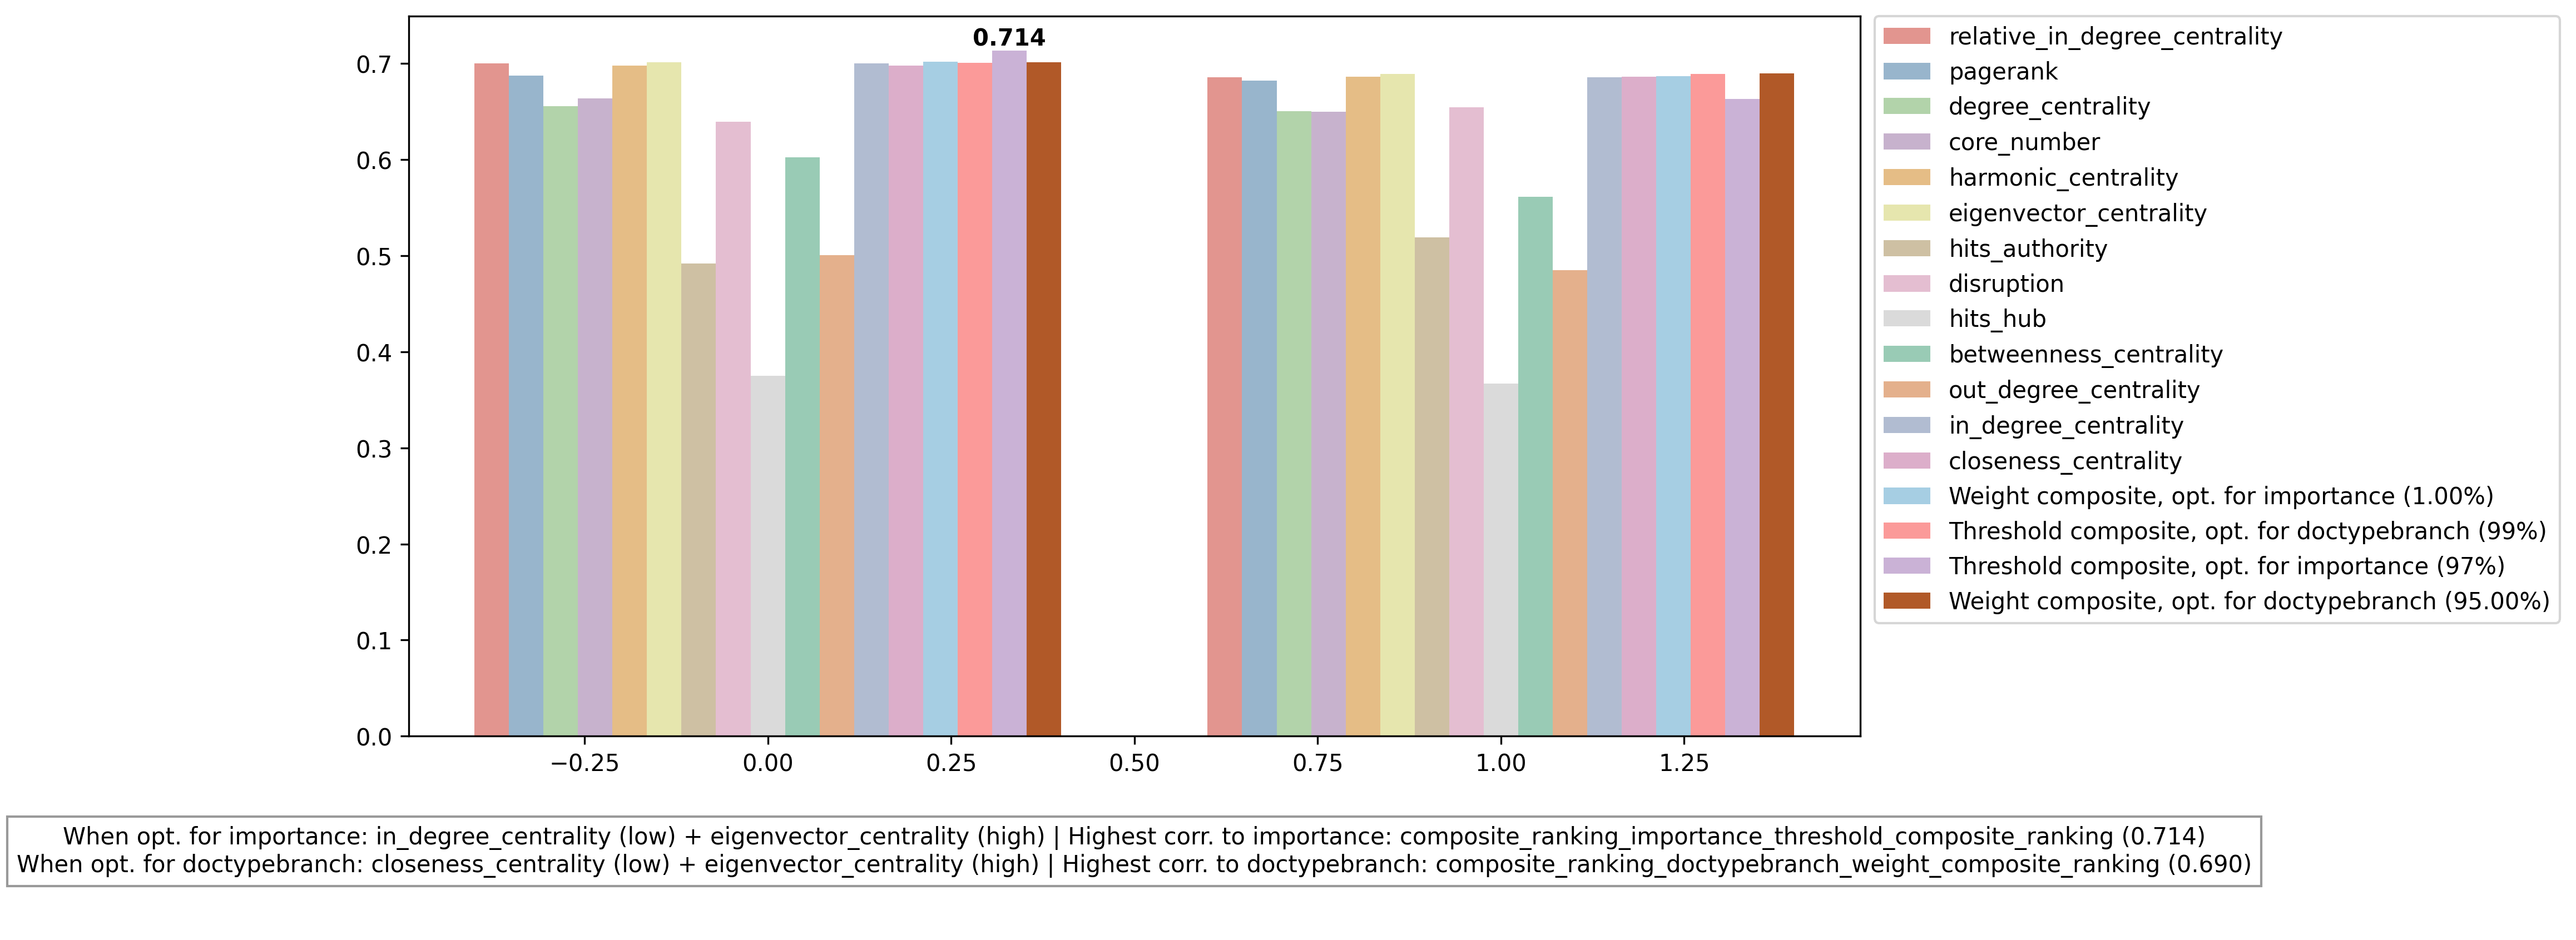 0.714
0.7
0.6
0.5
0.4
0.3
0.2
0.1
0.0
−0.25 0.00 0.25 0.50 0.75 1.00 1.25
relative_in_degree_centrality
pagerank
degree_centrality
core_number
harmonic_centrality
eigenvector_centrality
hits_authority
disruption
hits_hub
betweenness_centrality
out_degree_centrality
in_degree_centrality
closeness_centrality
Weight composite, opt. for importance (1.00%)
Threshold composite, opt. for doctypebranch (99%)
Threshold composite, opt. for importance (97%)
Weight composite, opt. for doctypebranch (95.00%)
When opt. for importance: in_degree_centrality (low) + eigenvector_centrality (high) | Highest corr. to importance: composite_ranking_importance_threshold_composite_ranking (0.714)
When opt. for doctypebranch: closeness_centrality (low) + eigenvector_centrality (high) | Highest corr. to doctypebranch: composite_ranking_doctypebranch_weight_composite_ranking (0.690)